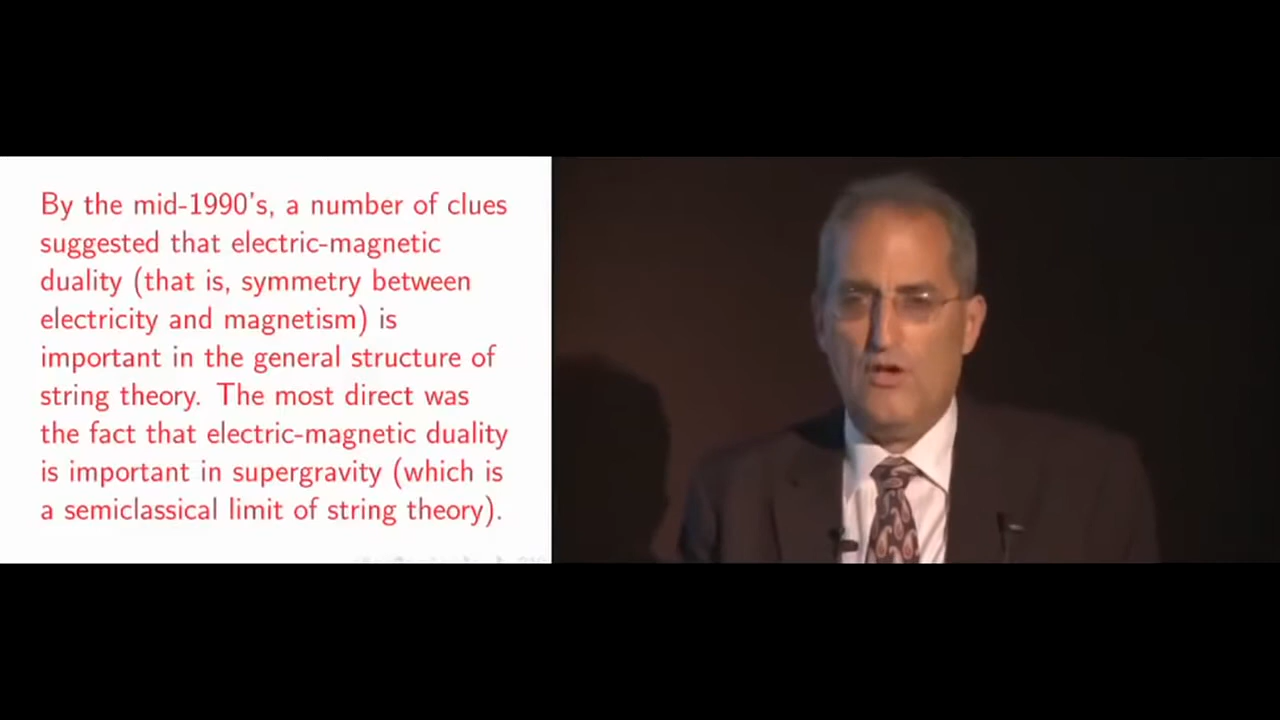 By the mid-1990's, a number of clues
suggested that electric-magnetic
duality (that is, symmetry between
electricity and magnetism) is
important in the general structure of
string theory. The most direct was
the fact that electric-magnetic duality
is important in supergravity (which is
a semiclassical limit of string theory).